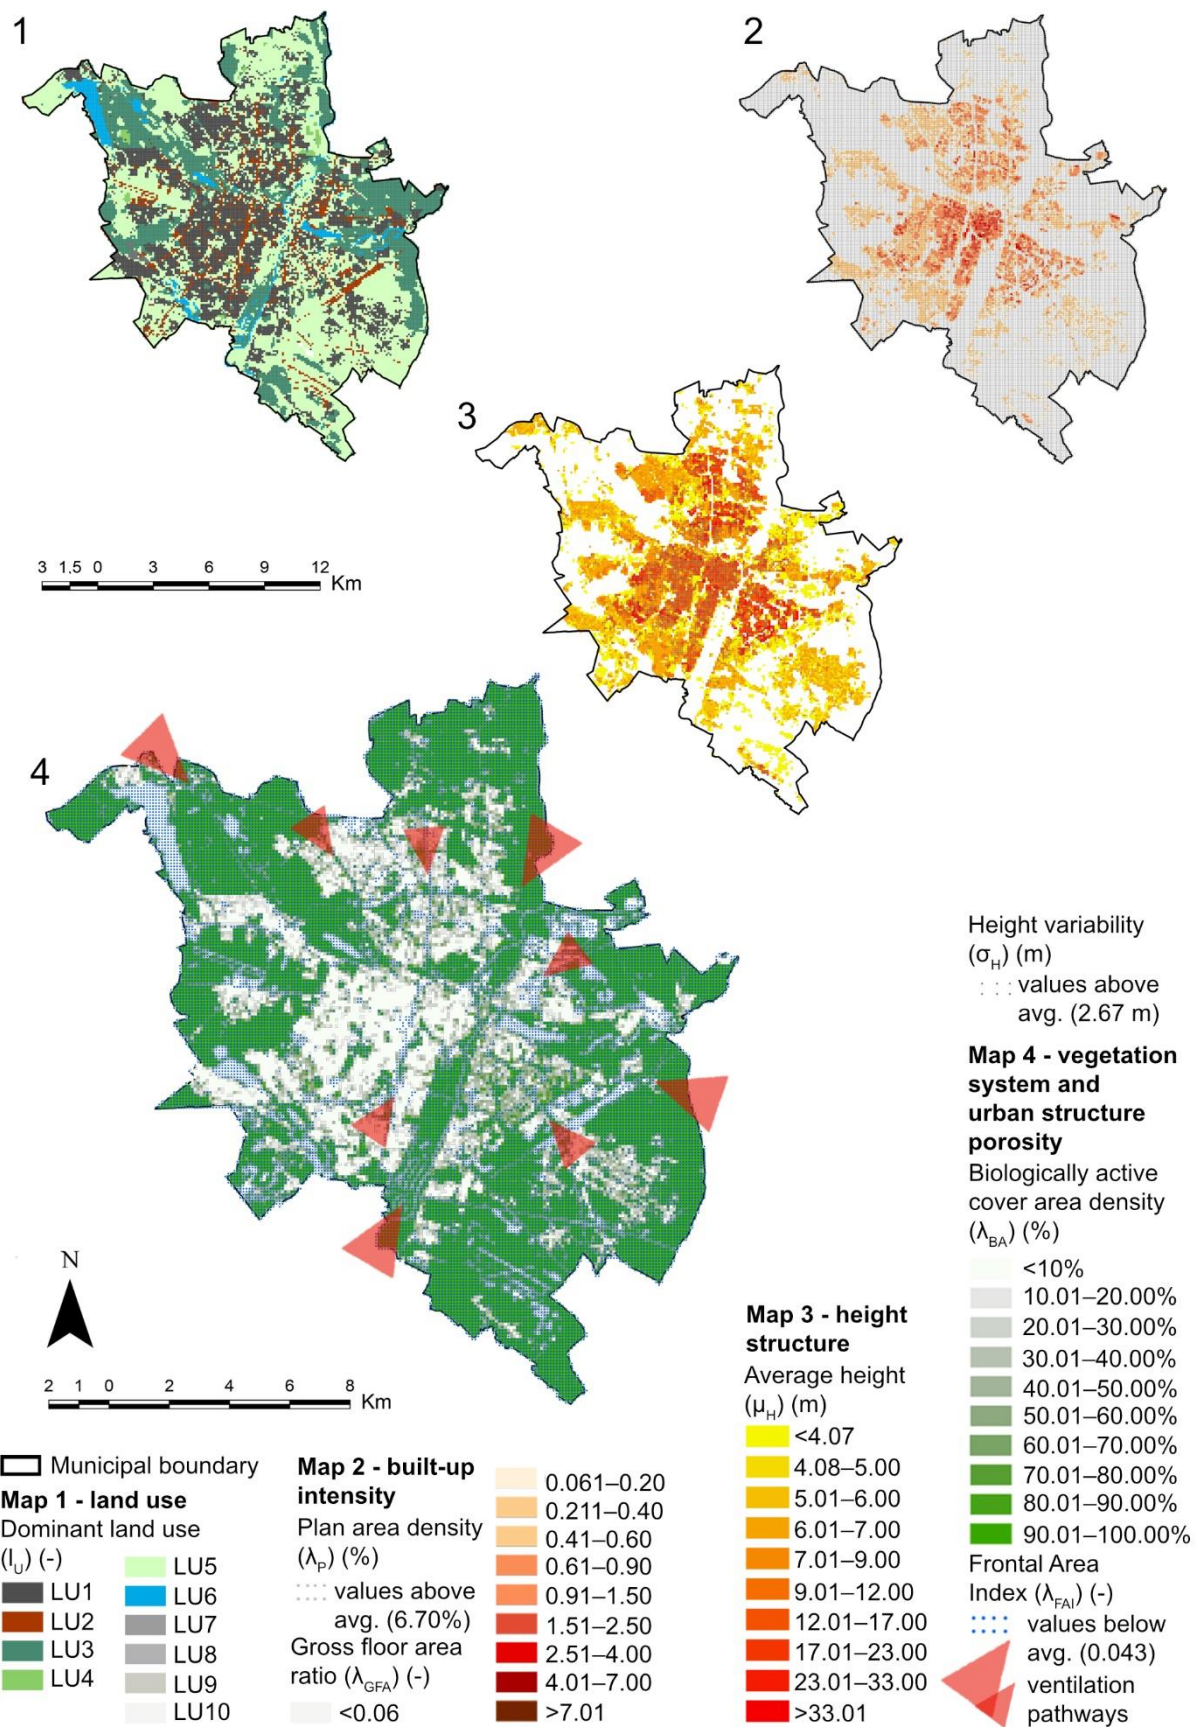 1
2
3
3 1,5 0 3 6 9 12 Km
4
N
2 1 0 2 4 6 8 Km
Municipal boundary
Map 1 - land use
Dominant land use
(lᵤ) (-)
LU1
LU2
LU3
LU4
LU5
LU6
LU7
LU8
LU9
LU10
Map 2 - built-up
intensity
Plan area density
(λP) (%)
values above
avg. (6.70%)
Gross floor area
ratio (λGFA) (-)
<0.06
0.061–0.20
0.211–0.40
0.41–0.60
0.61–0.90
0.91–1.50
1.51–2.50
2.51–4.00
4.01–7.00
>7.01
Map 3 - height
structure
Average height
(μH) (m)
<4.07
4.08–5.00
5.01–6.00
6.01–7.00
7.01–9.00
9.01–12.00
12.01–17.00
17.01–23.00
23.01–33.00
>33.01
Height variability
(σH) (m)
values above
avg. (2.67 m)
Map 4 - vegetation
system and
urban structure
porosity
Biologically active
cover area density
(λBA) (%)
<10%
10.01–20.00%
20.01–30.00%
30.01–40.00%
40.01–50.00%
50.01–60.00%
60.01–70.00%
70.01–80.00%
80.01–90.00%
90.01–100.00%
Frontal Area
Index (λFAI) (-)
values below
avg. (0.043)
ventilation
pathways